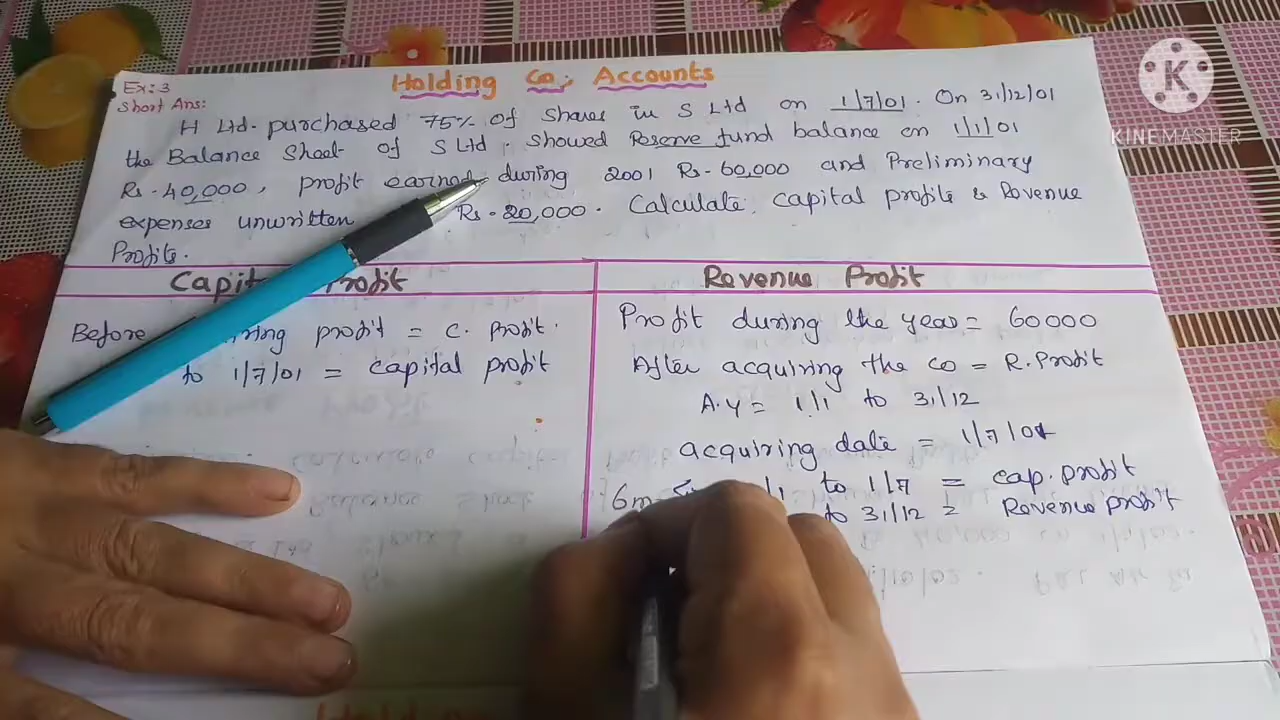 Holding Co; Accounts
Ex: 3
Short Ans:
H Ltd. purchased 75% of shares in S Ltd on 1/7/01. On 31/12/01
the Balance Sheet of S Ltd. showed Reserve fund balance on 1/1/01
Rs. 40,000, profit earned during 2001 Rs. 60,000 and Preliminary
expenses unwritten Rs. 20,000. Calculate capital profits & Revenue
Profits.
Profit
Before profit = C. Profit.
to 1/7/01 = capital profit
Revenue Profit
Profit during the year = 60000
After acquiring the co = R. Profit
A.Y = 1/1 to 31/12
acquiring date = 1/7/01
6m to 1/7 = cap. profit
to 31/12 = Revenue profit
KINEMASTER